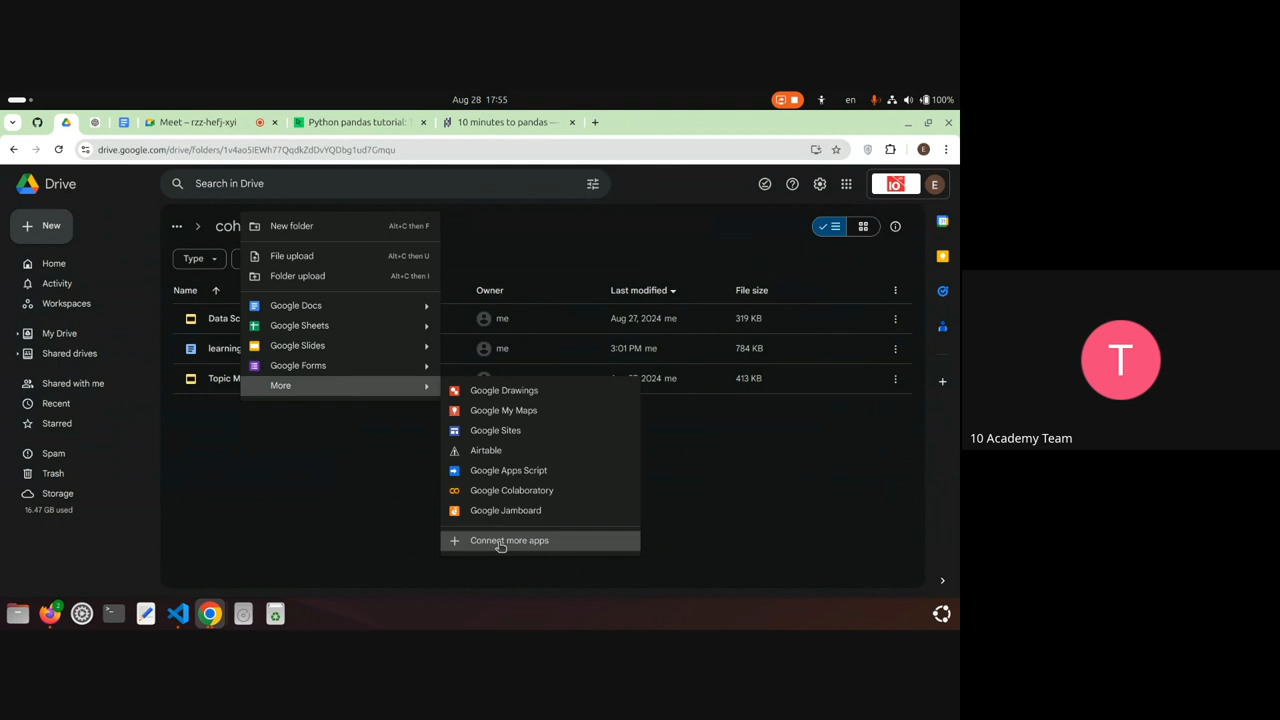 Aug 28 17:55
en
100%
Meet – rzz-hefj-xyi
Python pandas tutorial:
10 minutes to pandas —
drive.google.com/drive/folders/1v4ao5IEWh77QqdkZdDvYQDbg1ud7Gmqu
Drive
Search in Drive
10
E
New
Home
Activity
Workspaces
My Drive
Shared drives
Shared with me
Recent
Starred
Spam
Trash
Storage
16.47 GB used
coh
Type
Name
Owner
Last modified
File size
Data Sc
me
Aug 27, 2024 me
319 KB
learning
me
3:01 PM me
784 KB
Topic M
2024 me
413 KB
New folder Alt+C then F
File upload Alt+C then U
Folder upload Alt+C then I
Google Docs
Google Sheets
Google Slides
Google Forms
More
Google Drawings
Google My Maps
Google Sites
Airtable
Google Apps Script
Google Colaboratory
Google Jamboard
Connect more apps
T
10 Academy Team